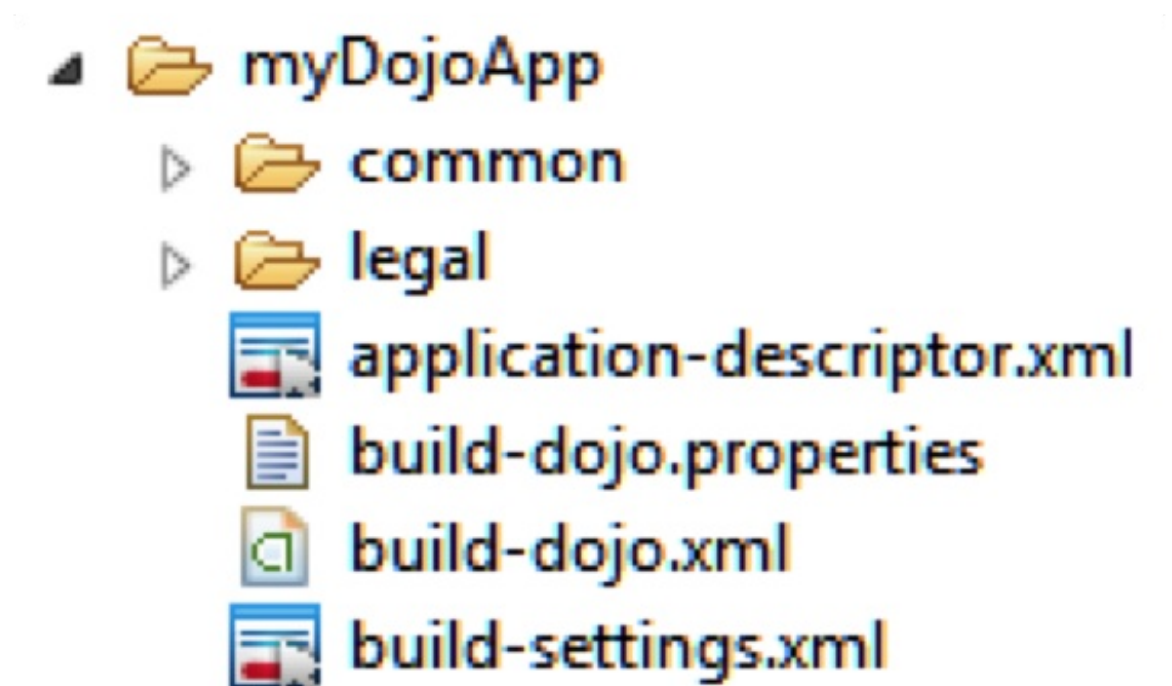 myDojoApp
common
legal
application-descriptor.xml
build-dojo.properties
build-dojo.xml
build-settings.xml